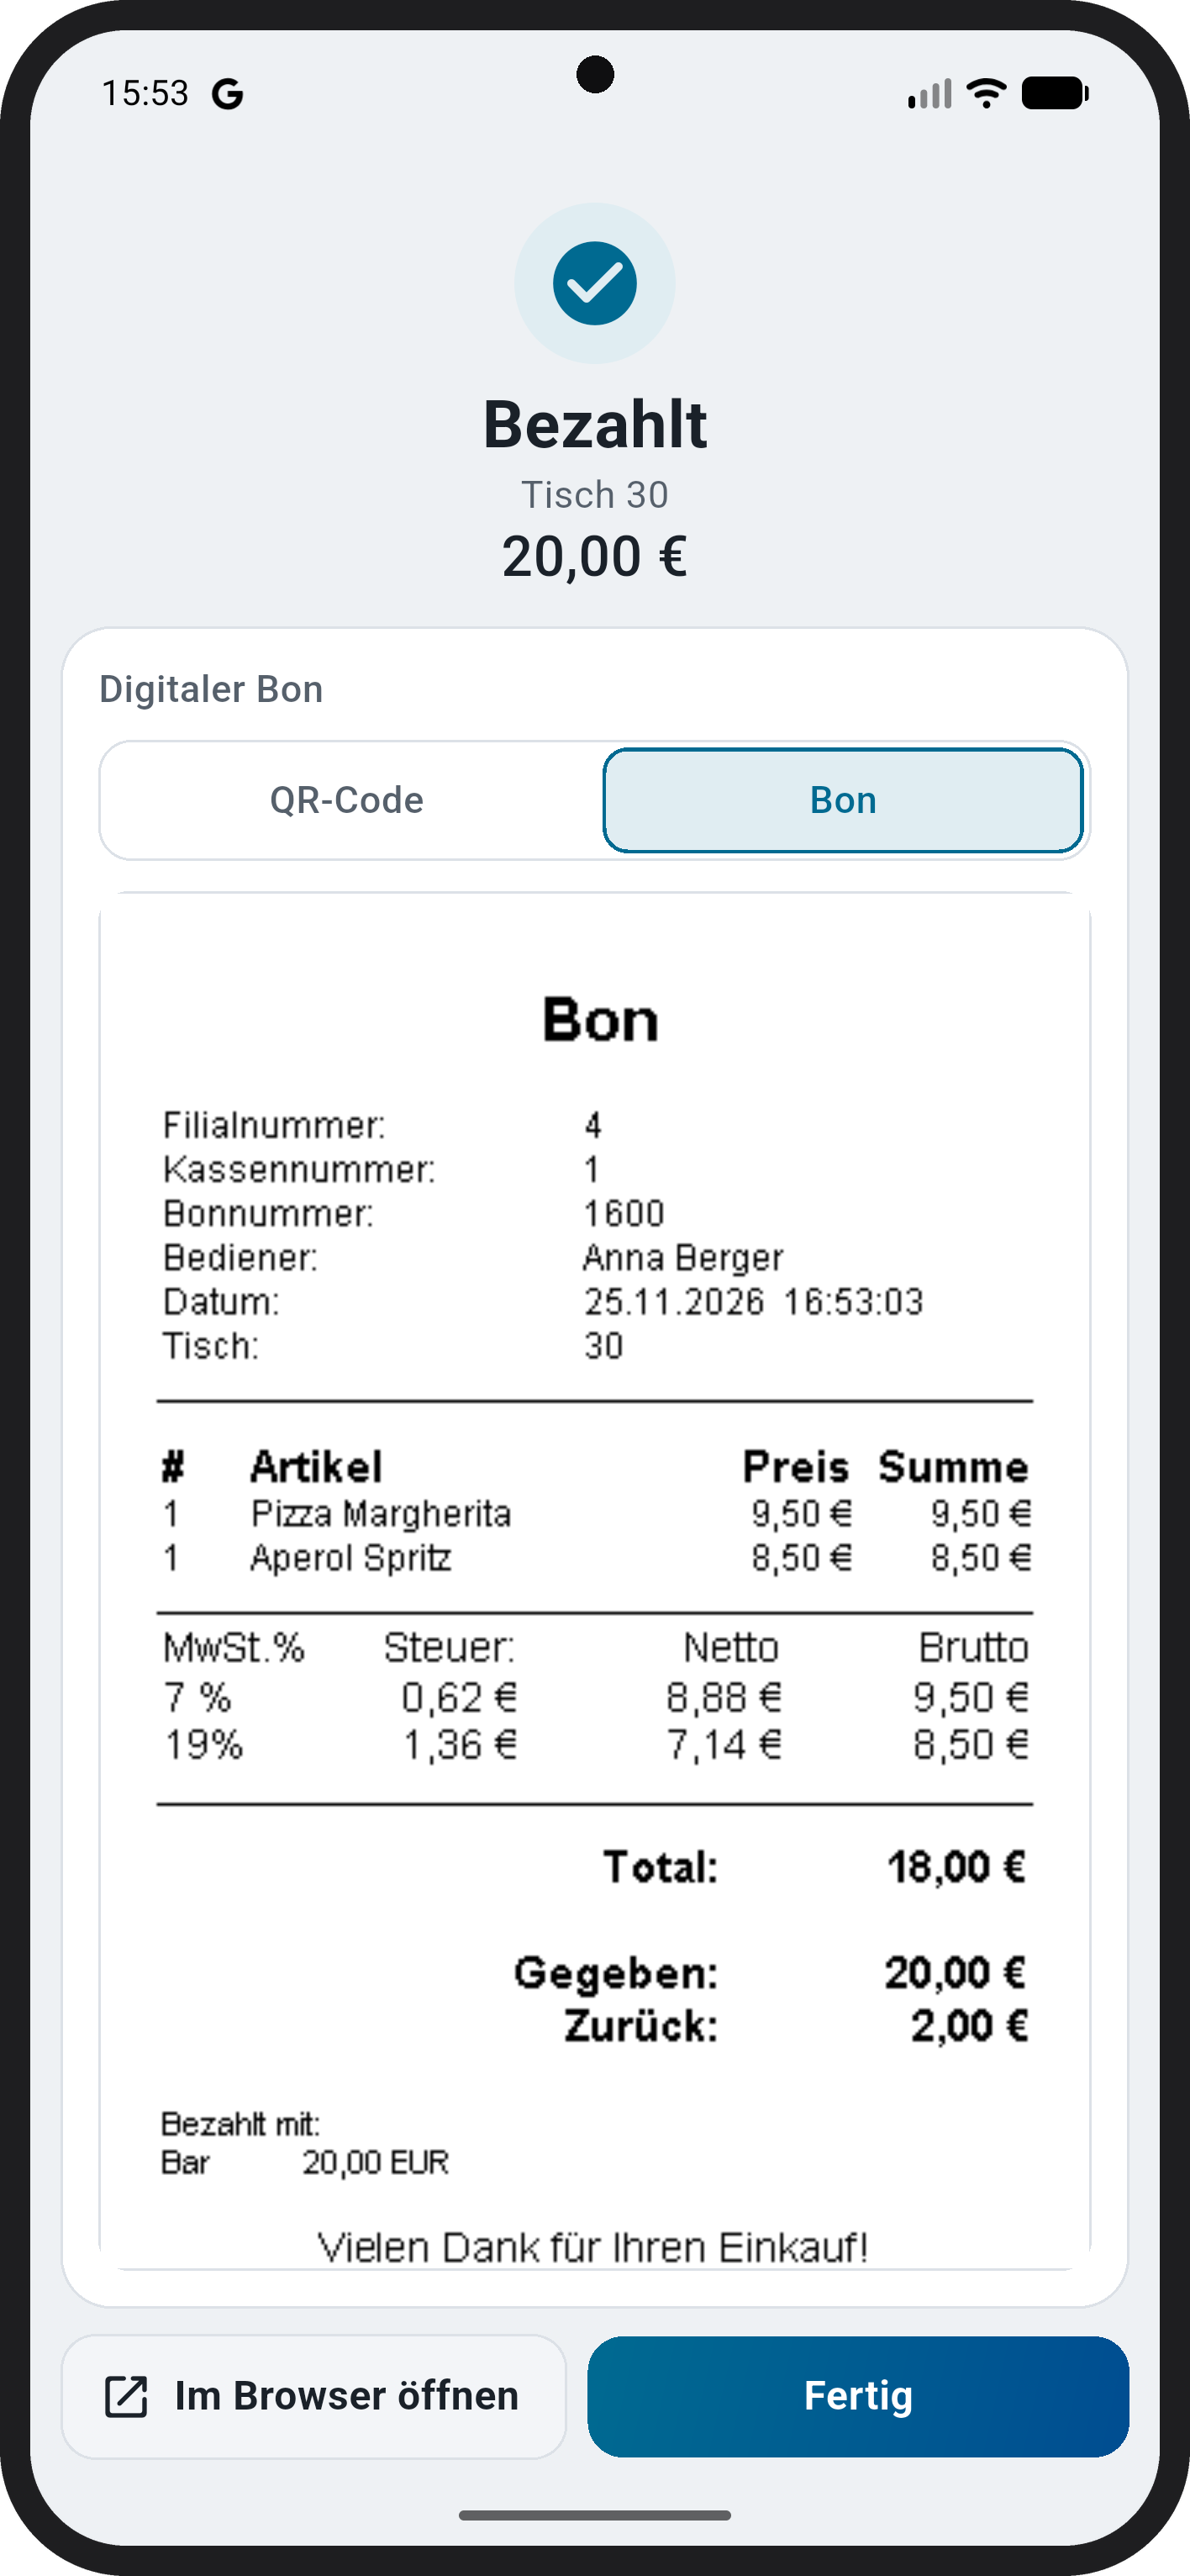 15:53 G
Bezahlt
Tisch 30
20,00 €
Digitaler Bon
QR-Code Bon
Bon
Filialnummer: 4
Kassennummer: 1
Bonnummer: 1600
Bediener: Anna Berger
Datum: 25.11.2026 16:53:03
Tisch: 30
# Artikel Preis Summe
1 Pizza Margherita 9,50 € 9,50 €
1 Aperol Spritz 8,50 € 8,50 €
MwSt.% Steuer: Netto Brutto
7 % 0,62 € 8,88 € 9,50 €
19% 1,36 € 7,14 € 8,50 €
Total: 18,00 €
Gegeben: 20,00 €
Zurück: 2,00 €
Bezahlt mit:
Bar 20,00 EUR
Vielen Dank für Ihren Einkauf!
Im Browser öffnen Fertig